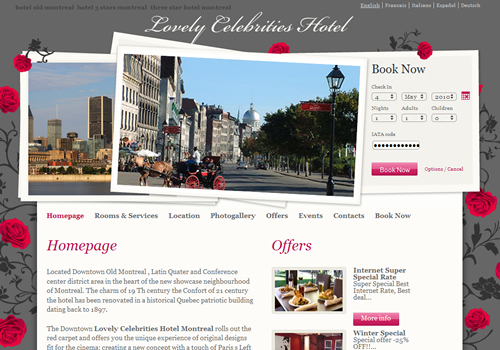 hotel old montreal hotel 3 stars montreal three star hotel montreal
English | Francais | Italiano | Español | Deutsch
Lovely Celebrities Hotel
Book Now
Check In
4 May 2010
Nights Adults Children
1 1 0
IATA code
Book Now Options / Cancel
Homepage Rooms & Services Location Photogallery Offers Events Contacts Book Now
Homepage
Located Downtown Old Montreal , Latin Quater and Conference
center district area in the heart of the new showcase neighbourhood
of Montreal. The charm of 19 Th century the Confort of 21 century
the hotel has been renovated in a historical Quebec patriotic building
dating back to 1897.
The Downtown Lovely Celebrities Hotel Montreal rolls out the
red carpet and offers you the unique experience of original designs
fit for the cinema; creating a new concept with a touch of Paris s Left
Offers
Internet Super
Special Rate
Super Special Best
Internet Rate, Best
deal...
More info
Winter Special
Special offer -25%
OFF!!...